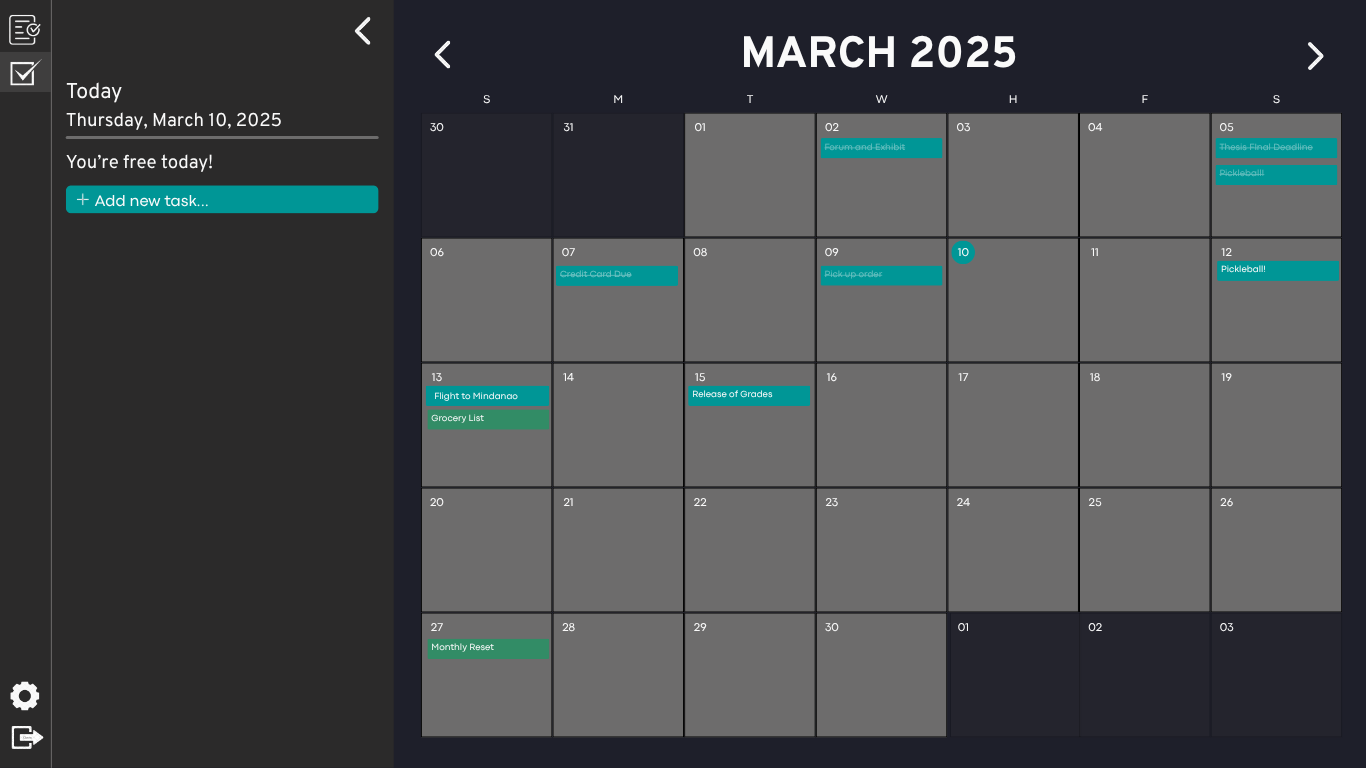 Today
Thursday, March 10, 2025
You're free today!
+ Add new task...
MARCH 2025
S M T W H F S
30 31 01 02 03 04 05
Forum and Exhibit
Thesis FInal Deadline
Pickleball!
06 07 08 09 10 11 12
Credit Card Due
Pick up order
Pickleball!
13 14 15 16 17 18 19
Flight to Mindanao
Release of Grades
Grocery List
20 21 22 23 24 25 26
27 28 29 30 01 02 03
Monthly Reset